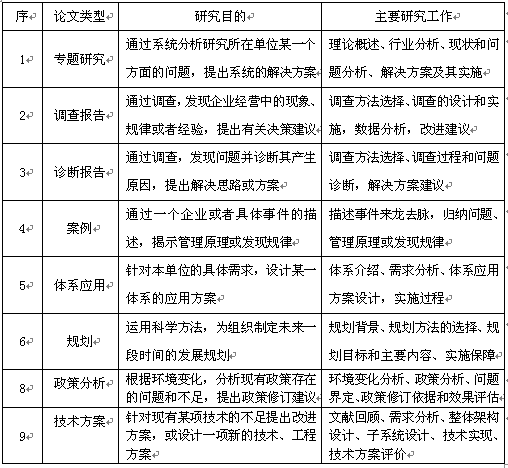 序 论文类型 研究目的 主要研究工作
1 专题研究 通过系统分析研究所在单位某一个 理论概述、行业分析、现状和问
方面的问题，提出系统的解决方案 题分析、解决方案及其实施
2 调查报告 通过调查，发现企业经营中的现象、 调查方法选择、调查的设计和实
规律或者经验，提出有关决策建议 施，数据分析，改进建议
3 诊断报告 通过调查，发现问题并诊断其产生 调查方法选择、调查过程和问题
原因，提出解决思路或方案 诊断，解决方案建议
4 案例 通过一个企业或者具体事件的描 描述事件来龙去脉，归纳问题、
述，揭示管理原理或发现规律 管理原理或发现规律
5 体系应用 针对本单位的具体需求，设计某一 体系介绍、需求分析、体系应用
体系的应用方案 方案设计，实施过程
6 规划 运用科学方法，为组织制定未来一 规划背景、规划方法的选择、规
段时间的发展规划 划目标和主要内容、实施保障
8 政策分析 根据环境变化，分析现有政策存在 环境变化分析、政策分析、问题
的问题和不足，提出政策修订建议 界定、政策修订依据和效果评估
9 技术方案 针对现有某项技术的不足提出改进 文献回顾、需求分析、整体架构
方案，或设计一项新的技术、工程 设计、子系统设计、技术实现、
方案 技术方案评价